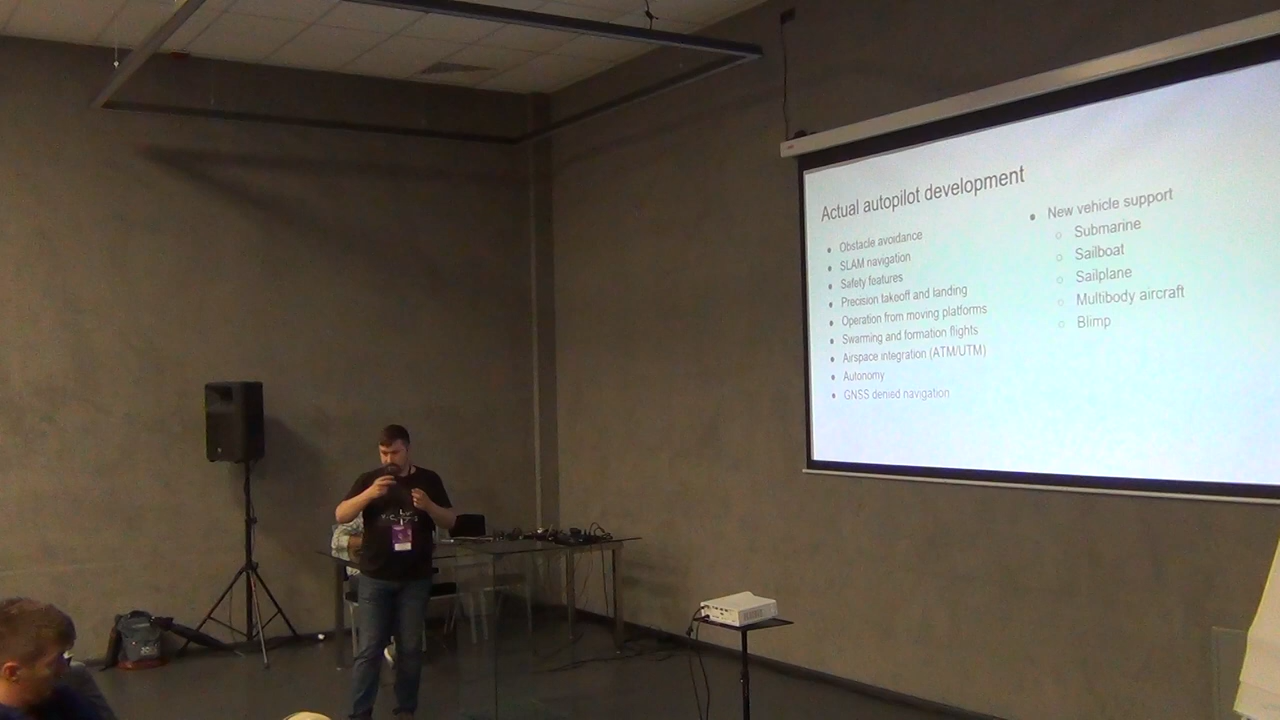 Actual autopilot development
Obstacle avoidance
SLAM navigation
Safety features
Precision takeoff and landing
Operation from moving platforms
Swarming and formation flights
Airspace integration (ATM/UTM)
Autonomy
GNSS denied navigation
New vehicle support
Submarine
Sailboat
Sailplane
Multibody aircraft
Blimp